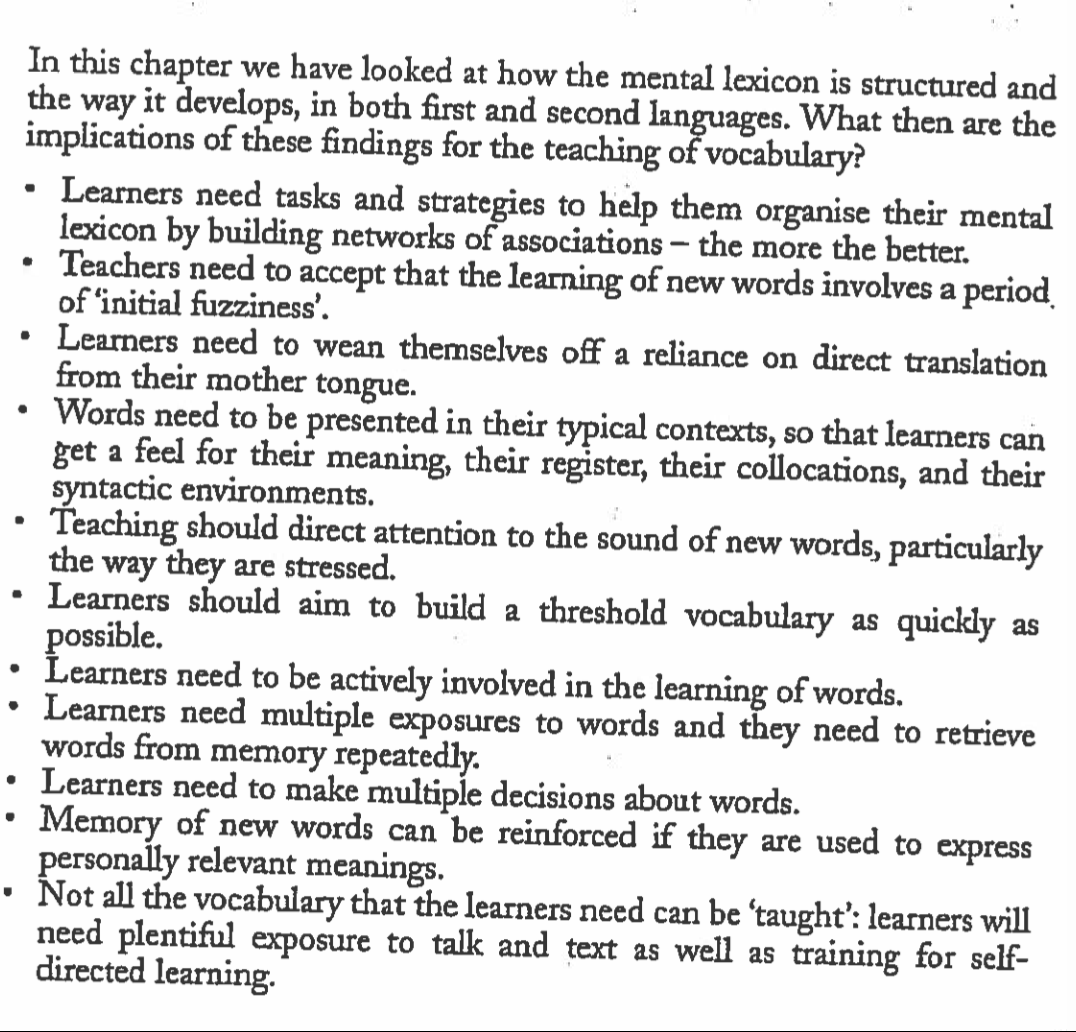 In this chapter we have looked at how the mental lexicon is structured and
the way it develops, in both first and second languages. What then are the
implications of these findings for the teaching of vocabulary?
• Learners need tasks and strategies to help them organise their mental
lexicon by building networks of associations – the more the better.
• Teachers need to accept that the learning of new words involves a period
of ‘initial fuzziness’.
• Learners need to wean themselves off a reliance on direct translation
from their mother tongue.
• Words need to be presented in their typical contexts, so that learners can
get a feel for their meaning, their register, their collocations, and their
syntactic environments.
• Teaching should direct attention to the sound of new words, particularly
the way they are stressed.
• Learners should aim to build a threshold vocabulary as quickly as
possible.
• Learners need to be actively involved in the learning of words.
• Learners need multiple exposures to words and they need to retrieve
words from memory repeatedly.
• Learners need to make multiple decisions about words.
• Memory of new words can be reinforced if they are used to express
personally relevant meanings.
• Not all the vocabulary that the learners need can be ‘taught’: learners will
need plentiful exposure to talk and text as well as training for self-
directed learning.